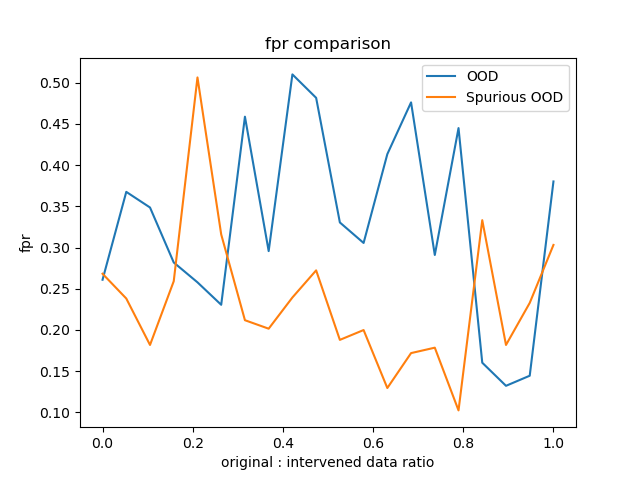 fpr comparison
OOD
Spurious OOD
0.50
0.45
0.40
0.35
0.30
0.25
0.20
0.15
0.10
fpr
0.0 0.2 0.4 0.6 0.8 1.0
original : intervened data ratio